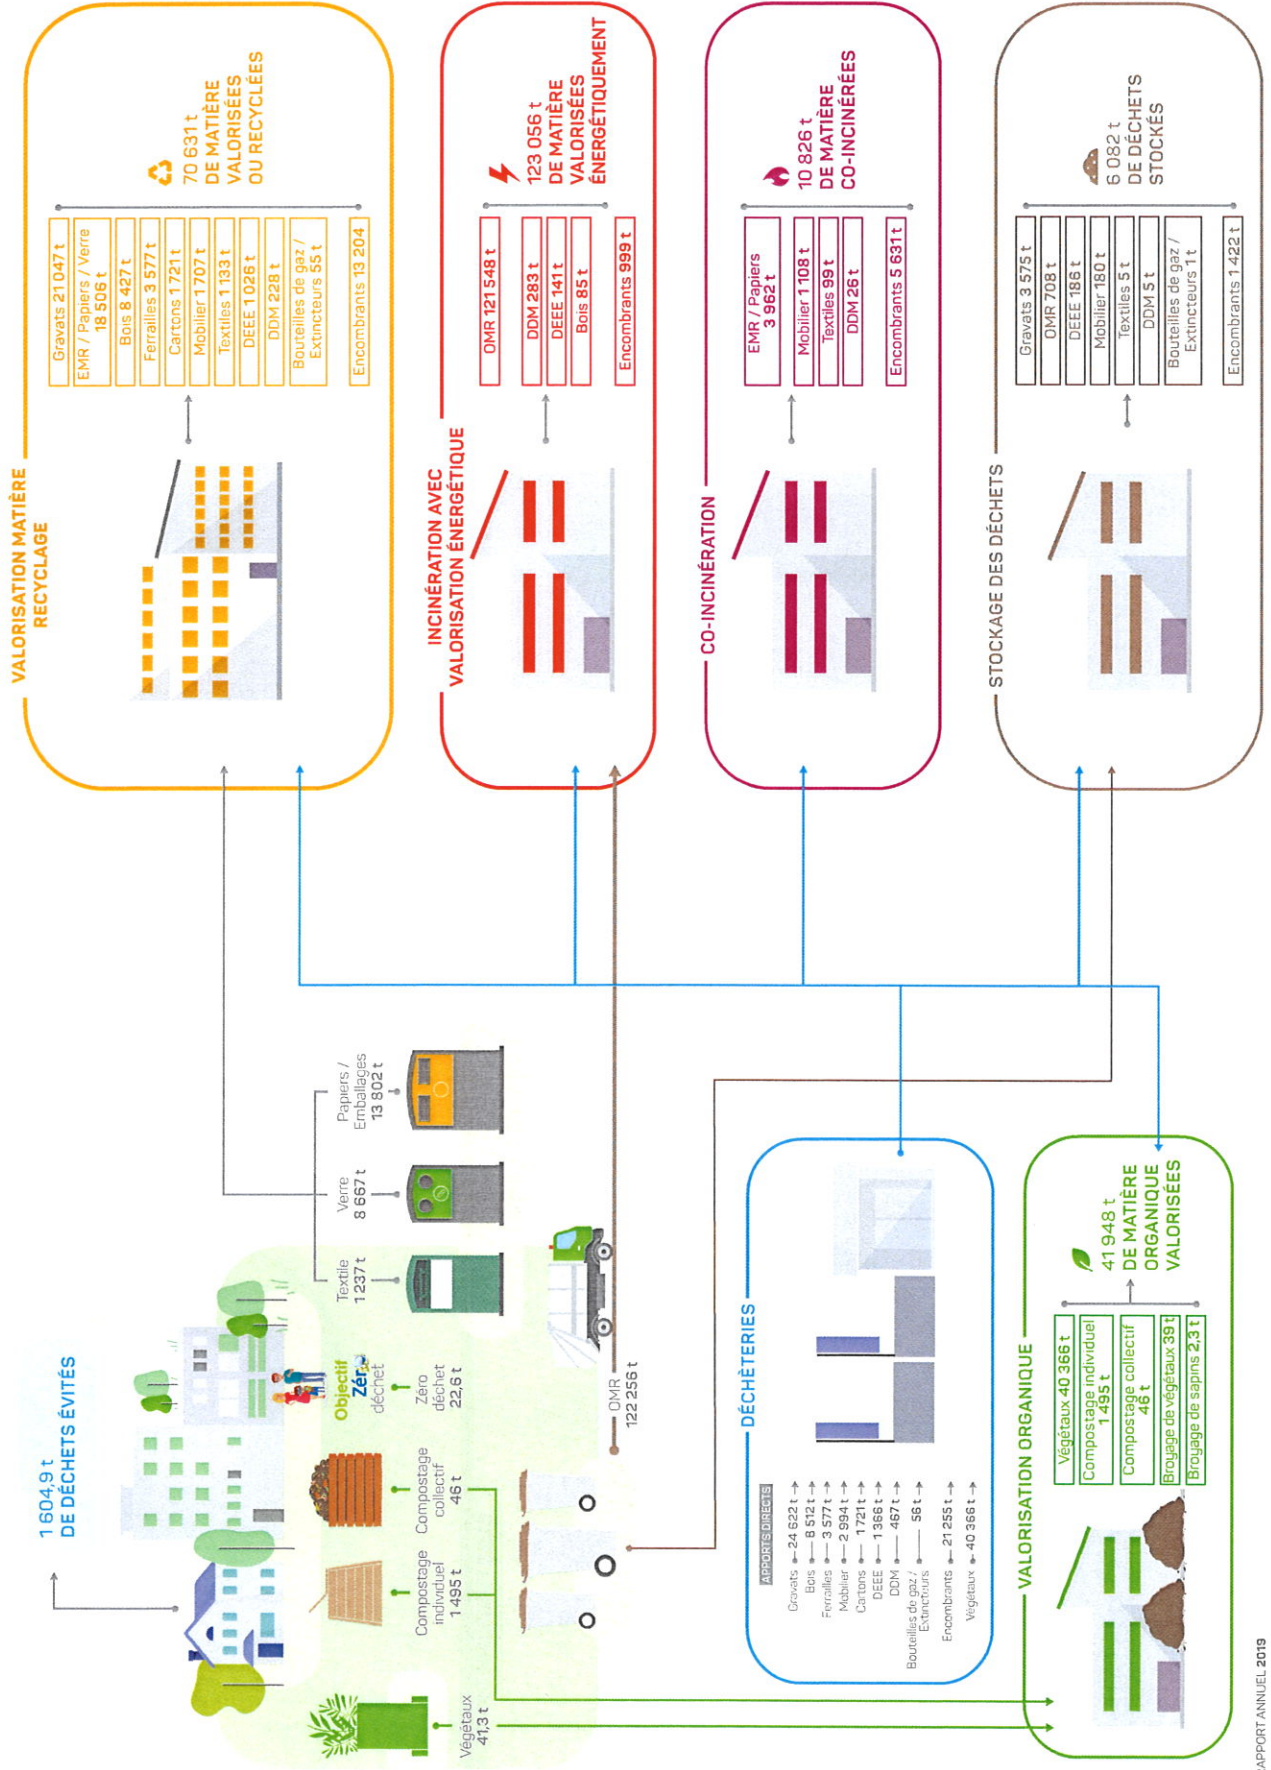 1 604,9 t
DE DÉCHETS ÉVITÉS
Végétaux
41,3 t
Compostage
individuel
1 495 t
Compostage
collectif
46 t
Objectif
Zéro
déchet
Zéro
déchet
22,6 t
Textile
1 237 t
Verre
8 667 t
Papiers /
Emballages
13 802 t
OMR
122 256 t
DÉCHÈTERIES
APPORTS DIRECTS
Gravats 24 622 t
Bois 8 512 t
Ferrailles 3 577 t
Mobilier 2 994 t
Cartons 1 721 t
DEEE 1 366 t
DDM 467 t
Bouteilles de gaz / 56 t
Extincteurs
Encombrants 21 255 t
Végétaux 40 366 t
VALORISATION ORGANIQUE
Végétaux 40 366 t
Compostage individuel
1 495 t
Compostage collectif
46 t
Broyage de végétaux 39 t
Broyage de sapins 2,3 t
41 948 t
DE MATIÈRE
ORGANIQUE
VALORISÉES
VALORISATION MATIÈRE
RECYCLAGE
Gravats 21 047 t
EMR / Papiers / Verre
18 506 t
Bois 8 427 t
Ferrailles 3 577 t
Cartons 1 721 t
Mobilier 1 707 t
Textiles 1 133 t
DEEE 1 026 t
DDM 228 t
Bouteilles de gaz /
Extincteurs 55 t
Encombrants 13 204
70 631 t
DE MATIÈRE
VALORISÉES
OU RECYCLÉES
INCINÉRATION AVEC
VALORISATION ÉNERGÉTIQUE
OMR 121 548 t
DDM 283 t
DEEE 141 t
Bois 85 t
Encombrants 999 t
123 056 t
DE MATIÈRE
VALORISÉES
ÉNERGÉTIQUEMENT
CO-INCINÉRATION
EMR / Papiers
3 962 t
Mobilier 1 108 t
Textiles 99 t
DDM 26 t
Encombrants 5 631 t
10 826 t
DE MATIÈRE
CO-INCINÉRÉES
STOCKAGE DES DÉCHETS
Gravats 3 575 t
OMR 708 t
DEEE 186 t
Mobilier 180 t
Textiles 5 t
DDM 5 t
Bouteilles de gaz /
Extincteurs 1 t
Encombrants 1 422 t
6 082 t
DE DÉCHETS
STOCKÉS
RAPPORT ANNUEL 2019